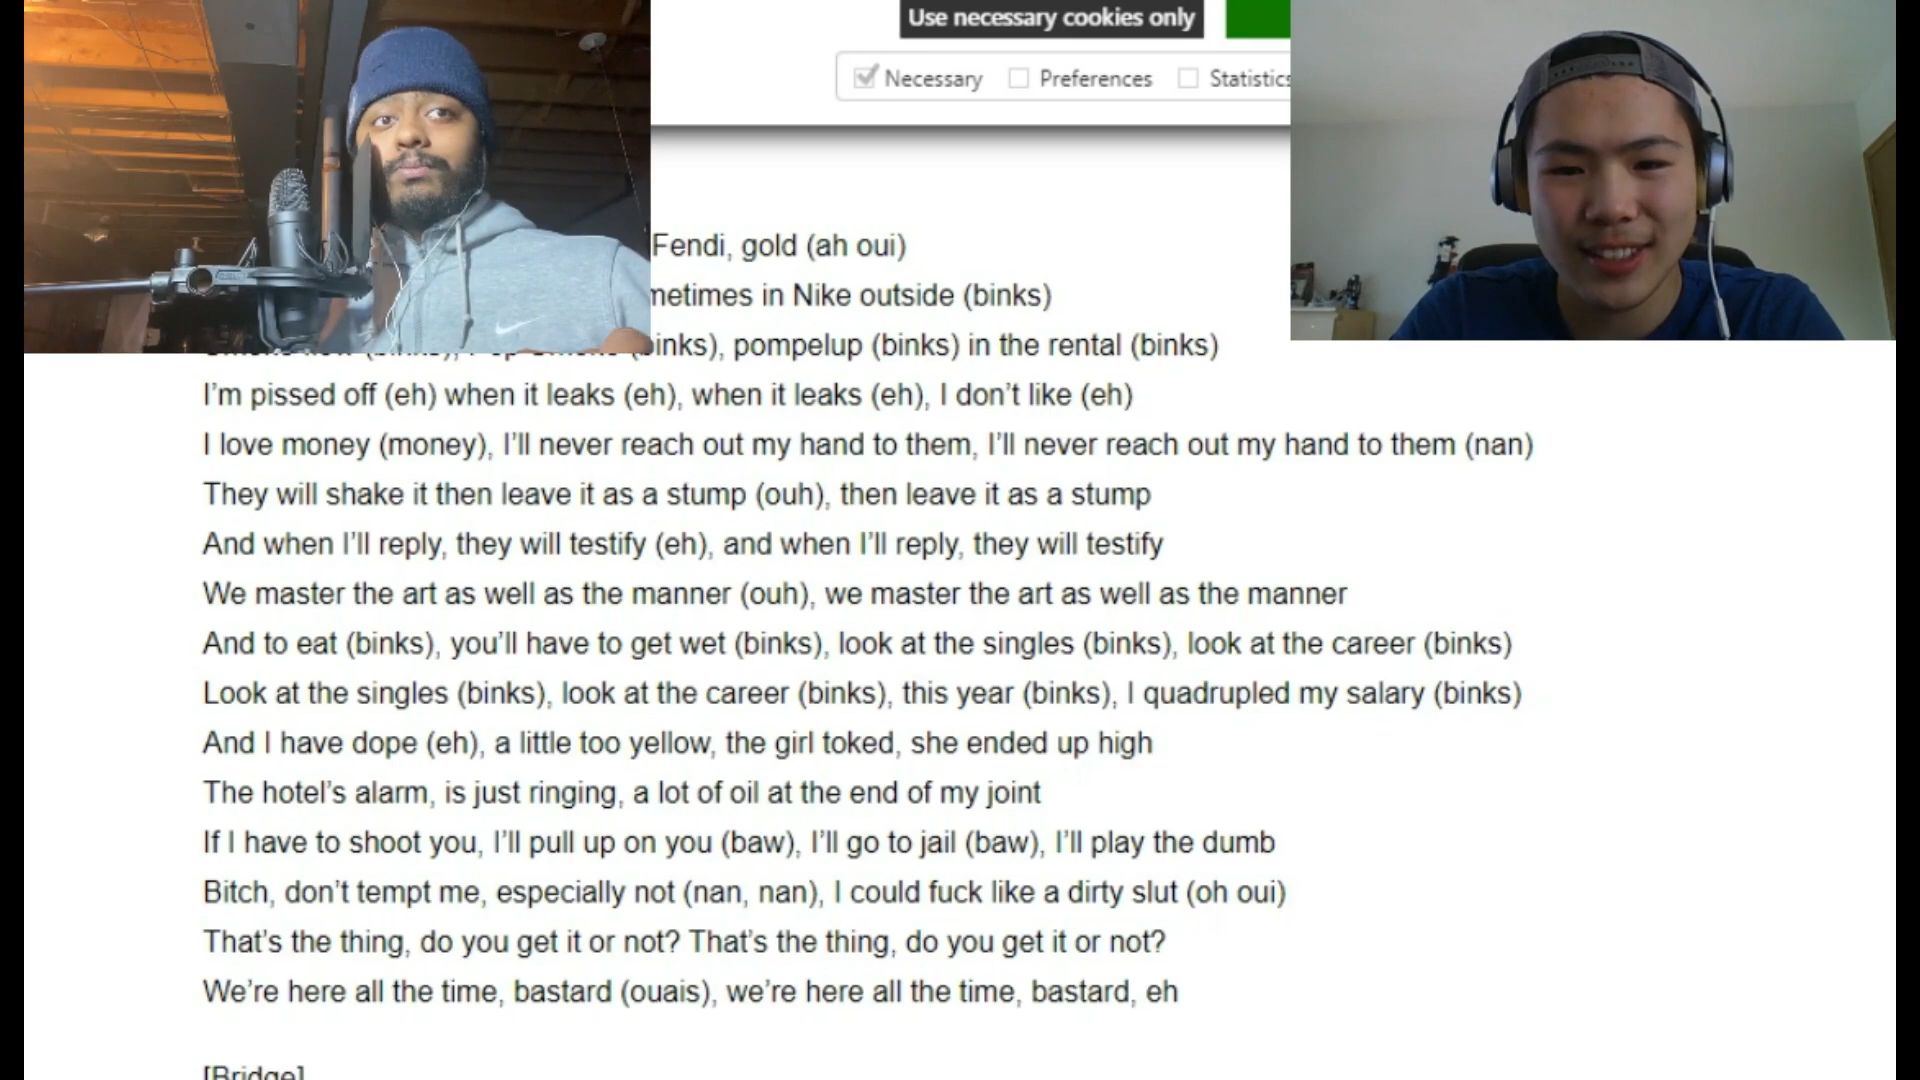 Use necessary cookies only
Necessary Preferences Statistics
Fendi, gold (ah oui)
in Nike outside (binks)
pompelup (binks) in the rental (binks)
I’m pissed off (eh) when it leaks (eh), when it leaks (eh), I don’t like (eh)
I love money (money), I’ll never reach out my hand to them, I’ll never reach out my hand to them (nan)
They will shake it then leave it as a stump (ouh), then leave it as a stump
And when I’ll reply, they will testify (eh), and when I’ll reply, they will testify
We master the art as well as the manner (ouh), we master the art as well as the manner
And to eat (binks), you’ll have to get wet (binks), look at the singles (binks), look at the career (binks)
Look at the singles (binks), look at the career (binks), this year (binks), I quadrupled my salary (binks)
And I have dope (eh), a little too yellow, the girl toked, she ended up high
The hotel’s alarm, is just ringing, a lot of oil at the end of my joint
If I have to shoot you, I’ll pull up on you (baw), I’ll go to jail (baw), I’ll play the dumb
Bitch, don’t tempt me, especially not (nan, nan), I could fuck like a dirty slut (oh oui)
That’s the thing, do you get it or not? That’s the thing, do you get it or not?
We’re here all the time, bastard (ouais), we’re here all the time, bastard, eh
[Bridge]